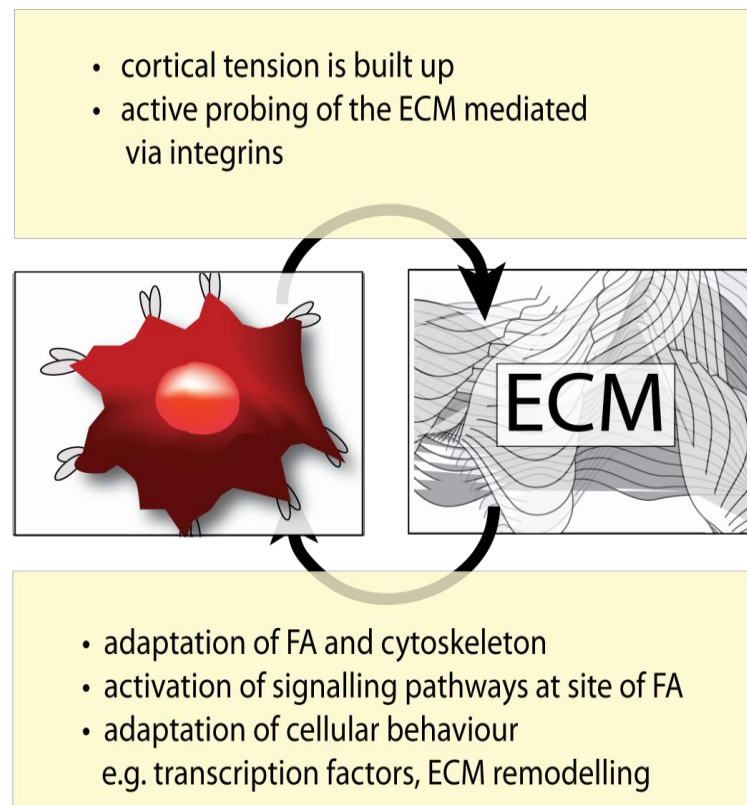 • cortical tension is built up
• active probing of the ECM mediated
via integrins
ECM
• adaptation of FA and cytoskeleton
• activation of signalling pathways at site of FA
• adaptation of cellular behaviour
e.g. transcription factors, ECM remodelling